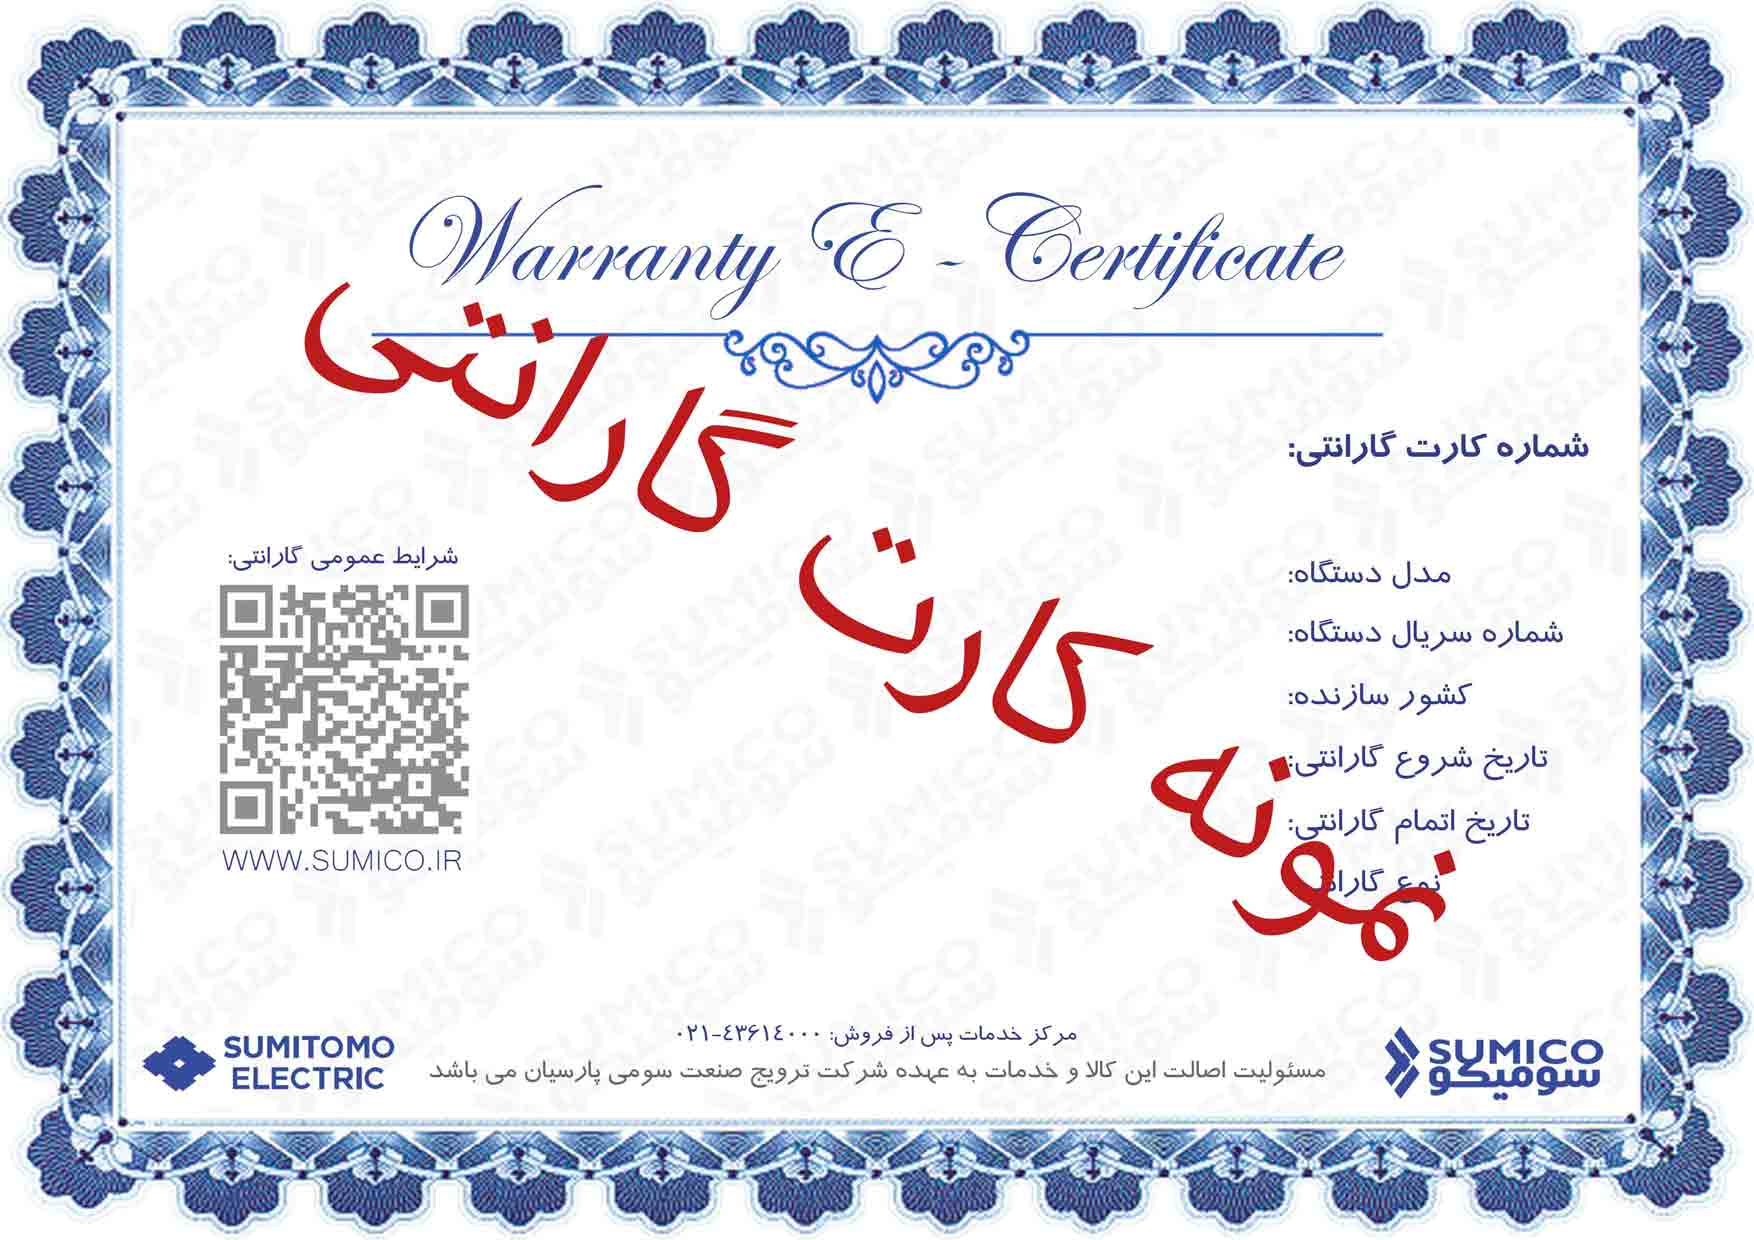 Warranty E - Certificate
نمونه کارت گارانتی
شماره کارت گارانتی:
مدل دستگاه:
شماره سریال دستگاه:
کشور سازنده:
تاریخ شروع گارانتی:
تاریخ اتمام گارانتی:
نوع گارانتی
شرایط عمومی گارانتی:
WWW.SUMICO.IR
مرکز خدمات پس از فروش: ۰۲۱-٤۳۶۱٤۰۰۰
مسئولیت اصالت این کالا و خدمات به عهده شرکت ترویج صنعت سومی پارسیان می باشد
SUMITOMO
ELECTRIC
SUMICO
سومیکو